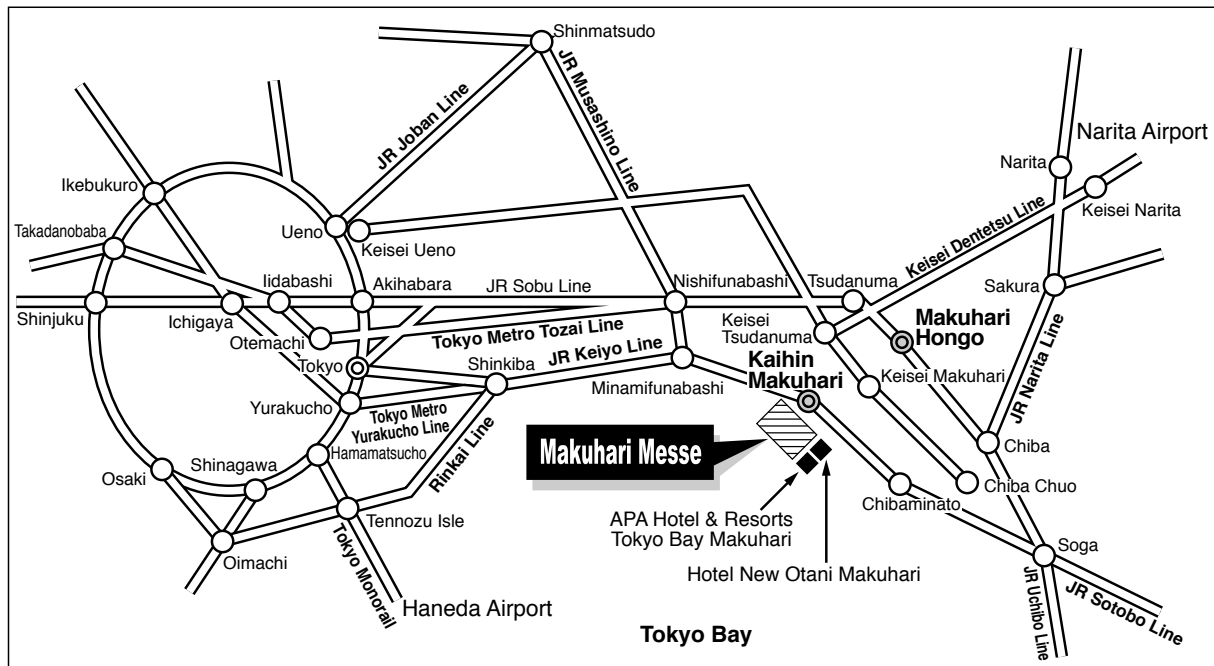 Shinmatsudo
JR Joban Line
JR Musashino Line
Narita Airport
Narita
Ikebukuro
Keisei Narita
Takadanobaba
Ueno
Keisei Ueno
Keisei Dentetsu Line
Iidabashi
Akihabara
JR Sobu Line
Nishifunabashi
Tsudanuma
Sakura
Shinjuku
Ichigaya
Otemachi
Tokyo Metro Tozai Line
Keisei
Tsudanuma
Makuhari
Hongo
JR Narita Line
Tokyo
Shinkiba
JR Keiyo Line
Minamifunabashi
Kaihin
Makuhari
Keisei Makuhari
Yurakucho
Tokyo Metro
Yurakucho Line
Hamamatsucho
Rinkai Line
Makuhari Messe
Chiba
Osaki
Shinagawa
Chiba Chuo
Chibaminato
Tennozu Isle
APA Hotel & Resorts
Tokyo Bay Makuhari
Oimachi
Soga
Hotel New Otani Makuhari
Tokyo Monorail
Haneda Airport
JR Uchibo Line
JR Sotobo Line
Tokyo Bay